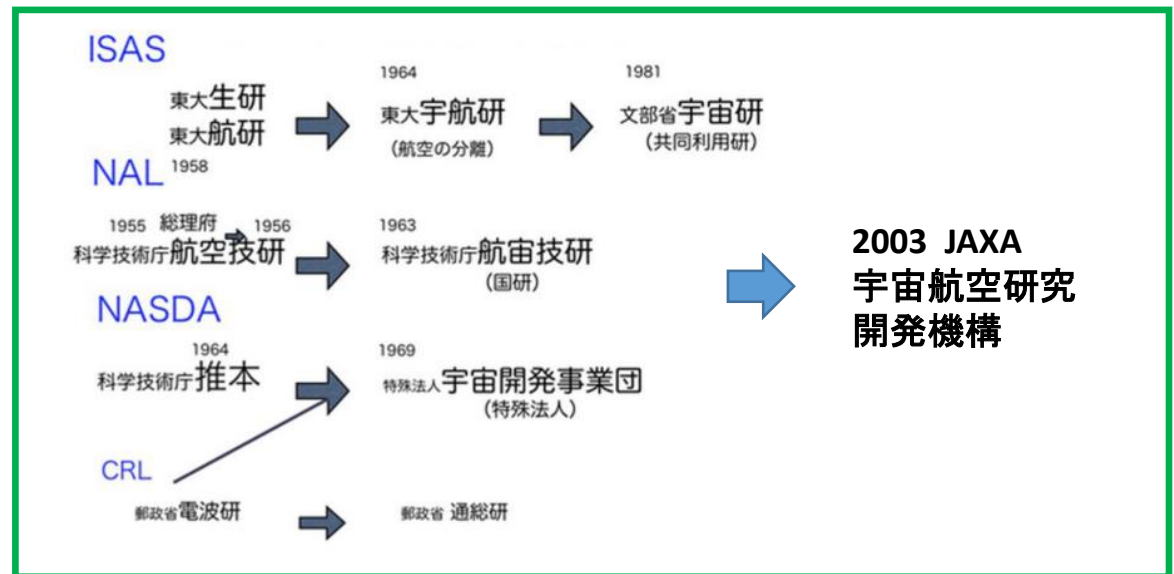 ISAS
1964
1981
東大生研
東大航研
東大宇航研
(航空の分離)
文部省宇宙研
(共同利用研)
NAL 1958
1955 総理府 1956
科学技術庁航空技研
1963
科学技術庁航宙技研
(国研)
2003 JAXA
宇宙航空研究
開発機構
NASDA
1964
科学技術庁推本
1969
特殊法人宇宙開発事業団
(特殊法人)
CRL
郵政省電波研
郵政省 通総研